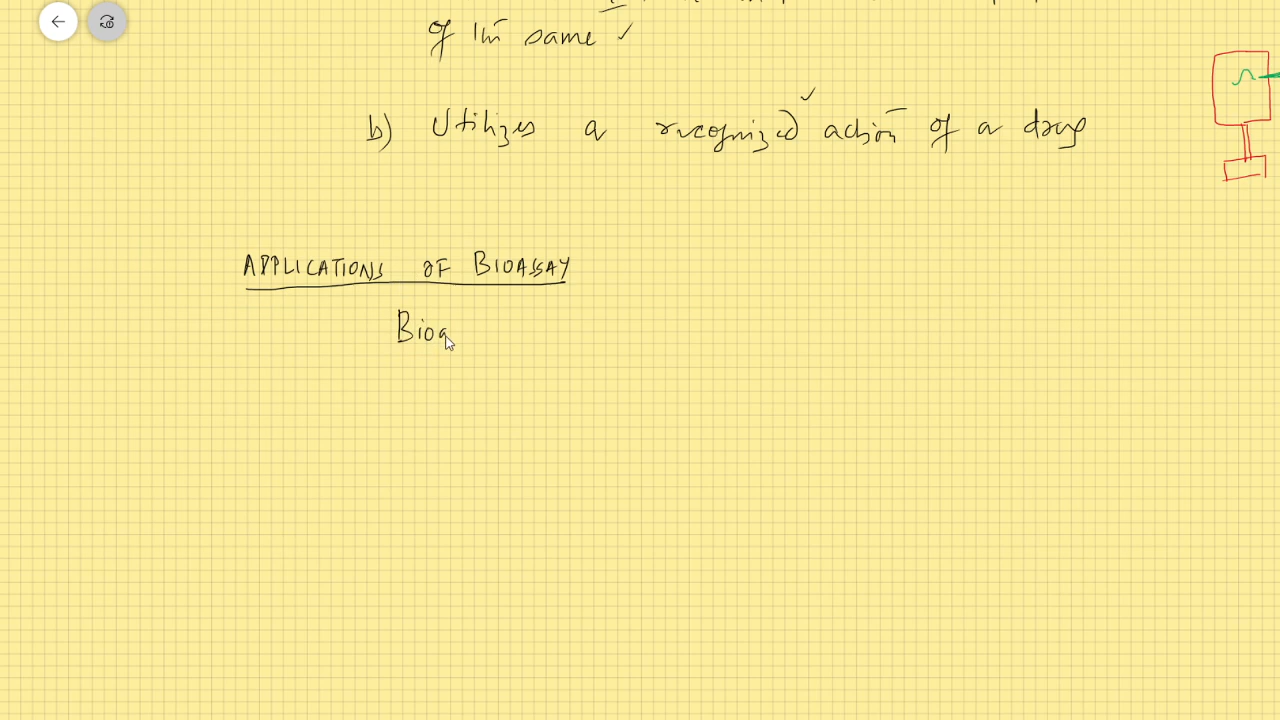 of the same ✓
b) Utilizes a recognized action of a drug
APPLICATIONS OF BIOASSAY
Bioa